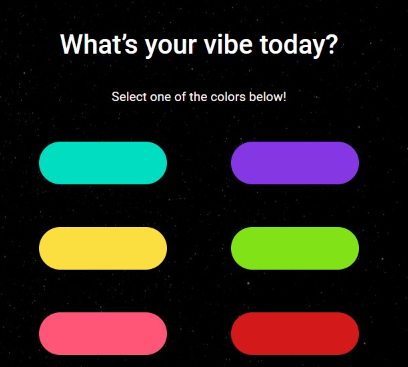 What’s your vibe today?
Select one of the colors below!